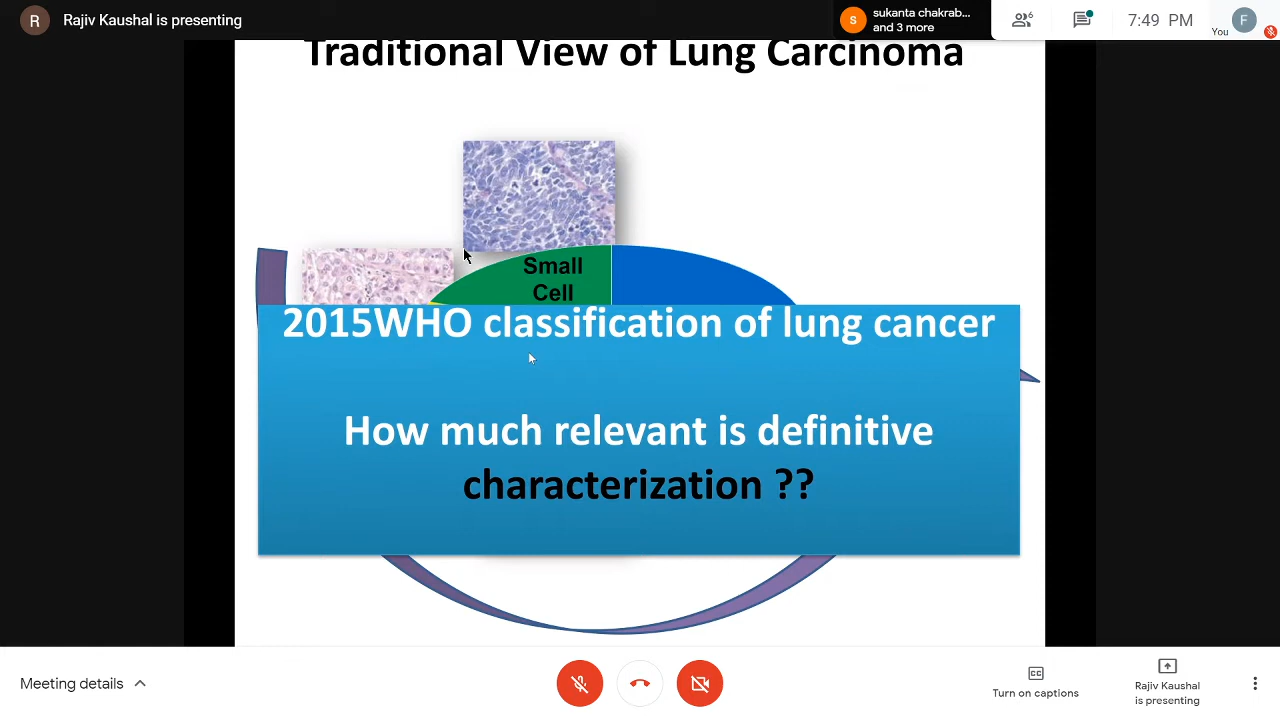 R
Rajiv Kaushal is presenting
S
sukanta chakrab...
and 3 more
6
7:49 PM
You
F
Traditional View of Lung Carcinoma
Small
Cell
2015WHO classification of lung cancer
How much relevant is definitive
characterization ??
Meeting details
CC
Turn on captions
Rajiv Kaushal
is presenting